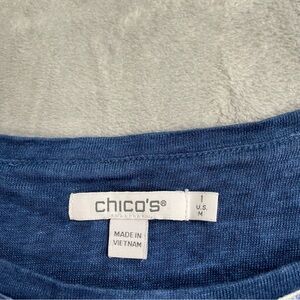 chico's®
1
U.S.
M
MADE IN
VIETNAM